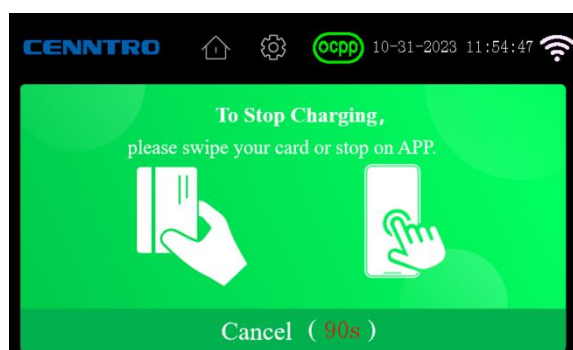 CENNTRO ocpp 10-31-2023 11:54:47
To Stop Charging,
please swipe your card or stop on APP.
Cancel ( 90s )